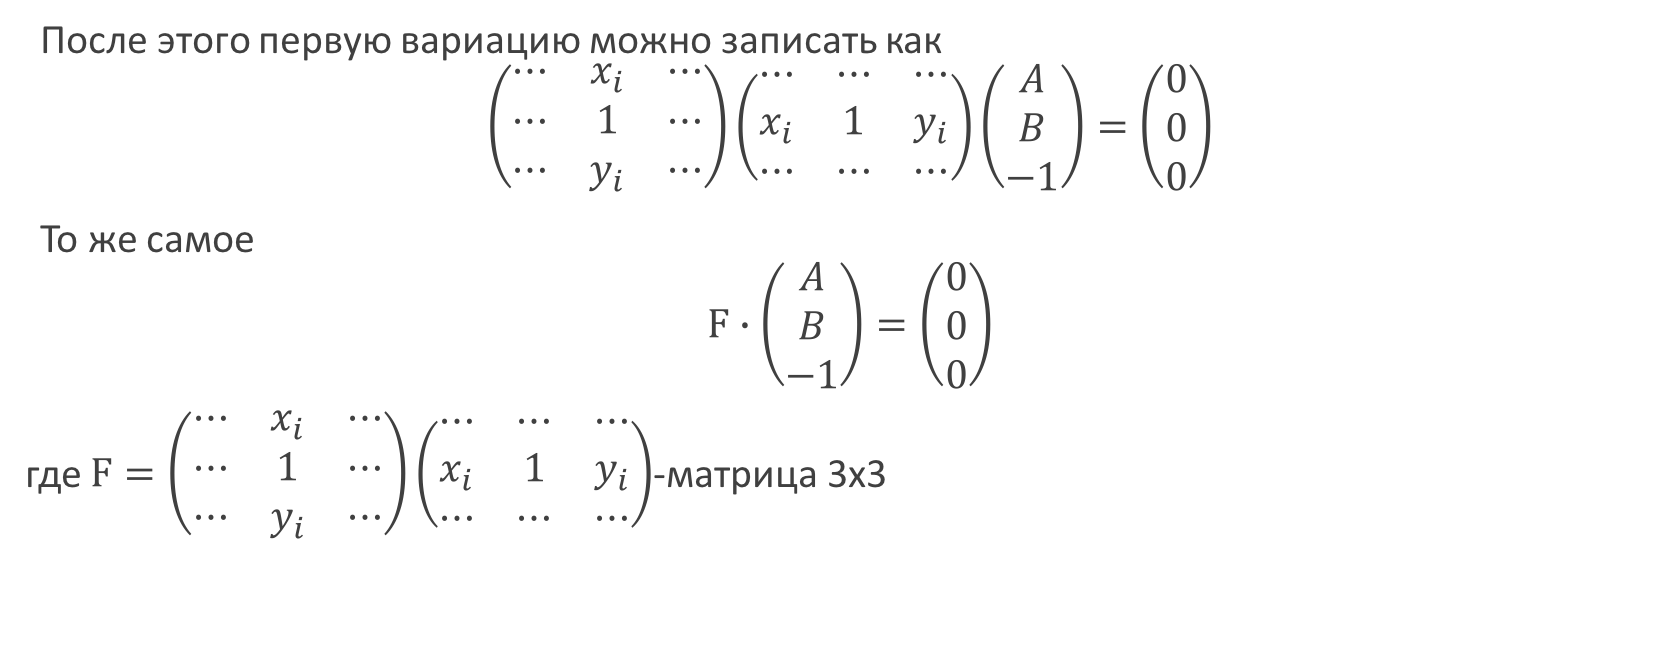 После этого первую вариацию можно записать как
(⋯ xᵢ ⋯; ⋯ 1 ⋯; ⋯ yᵢ ⋯)(⋯ ⋯ ⋯; xᵢ 1 yᵢ; ⋯ ⋯ ⋯)(A; B; −1) = (0; 0; 0)
То же самое
F · (A; B; −1) = (0; 0; 0)
где F = (⋯ xᵢ ⋯; ⋯ 1 ⋯; ⋯ yᵢ ⋯)(⋯ ⋯ ⋯; xᵢ 1 yᵢ; ⋯ ⋯ ⋯)-матрица 3х3